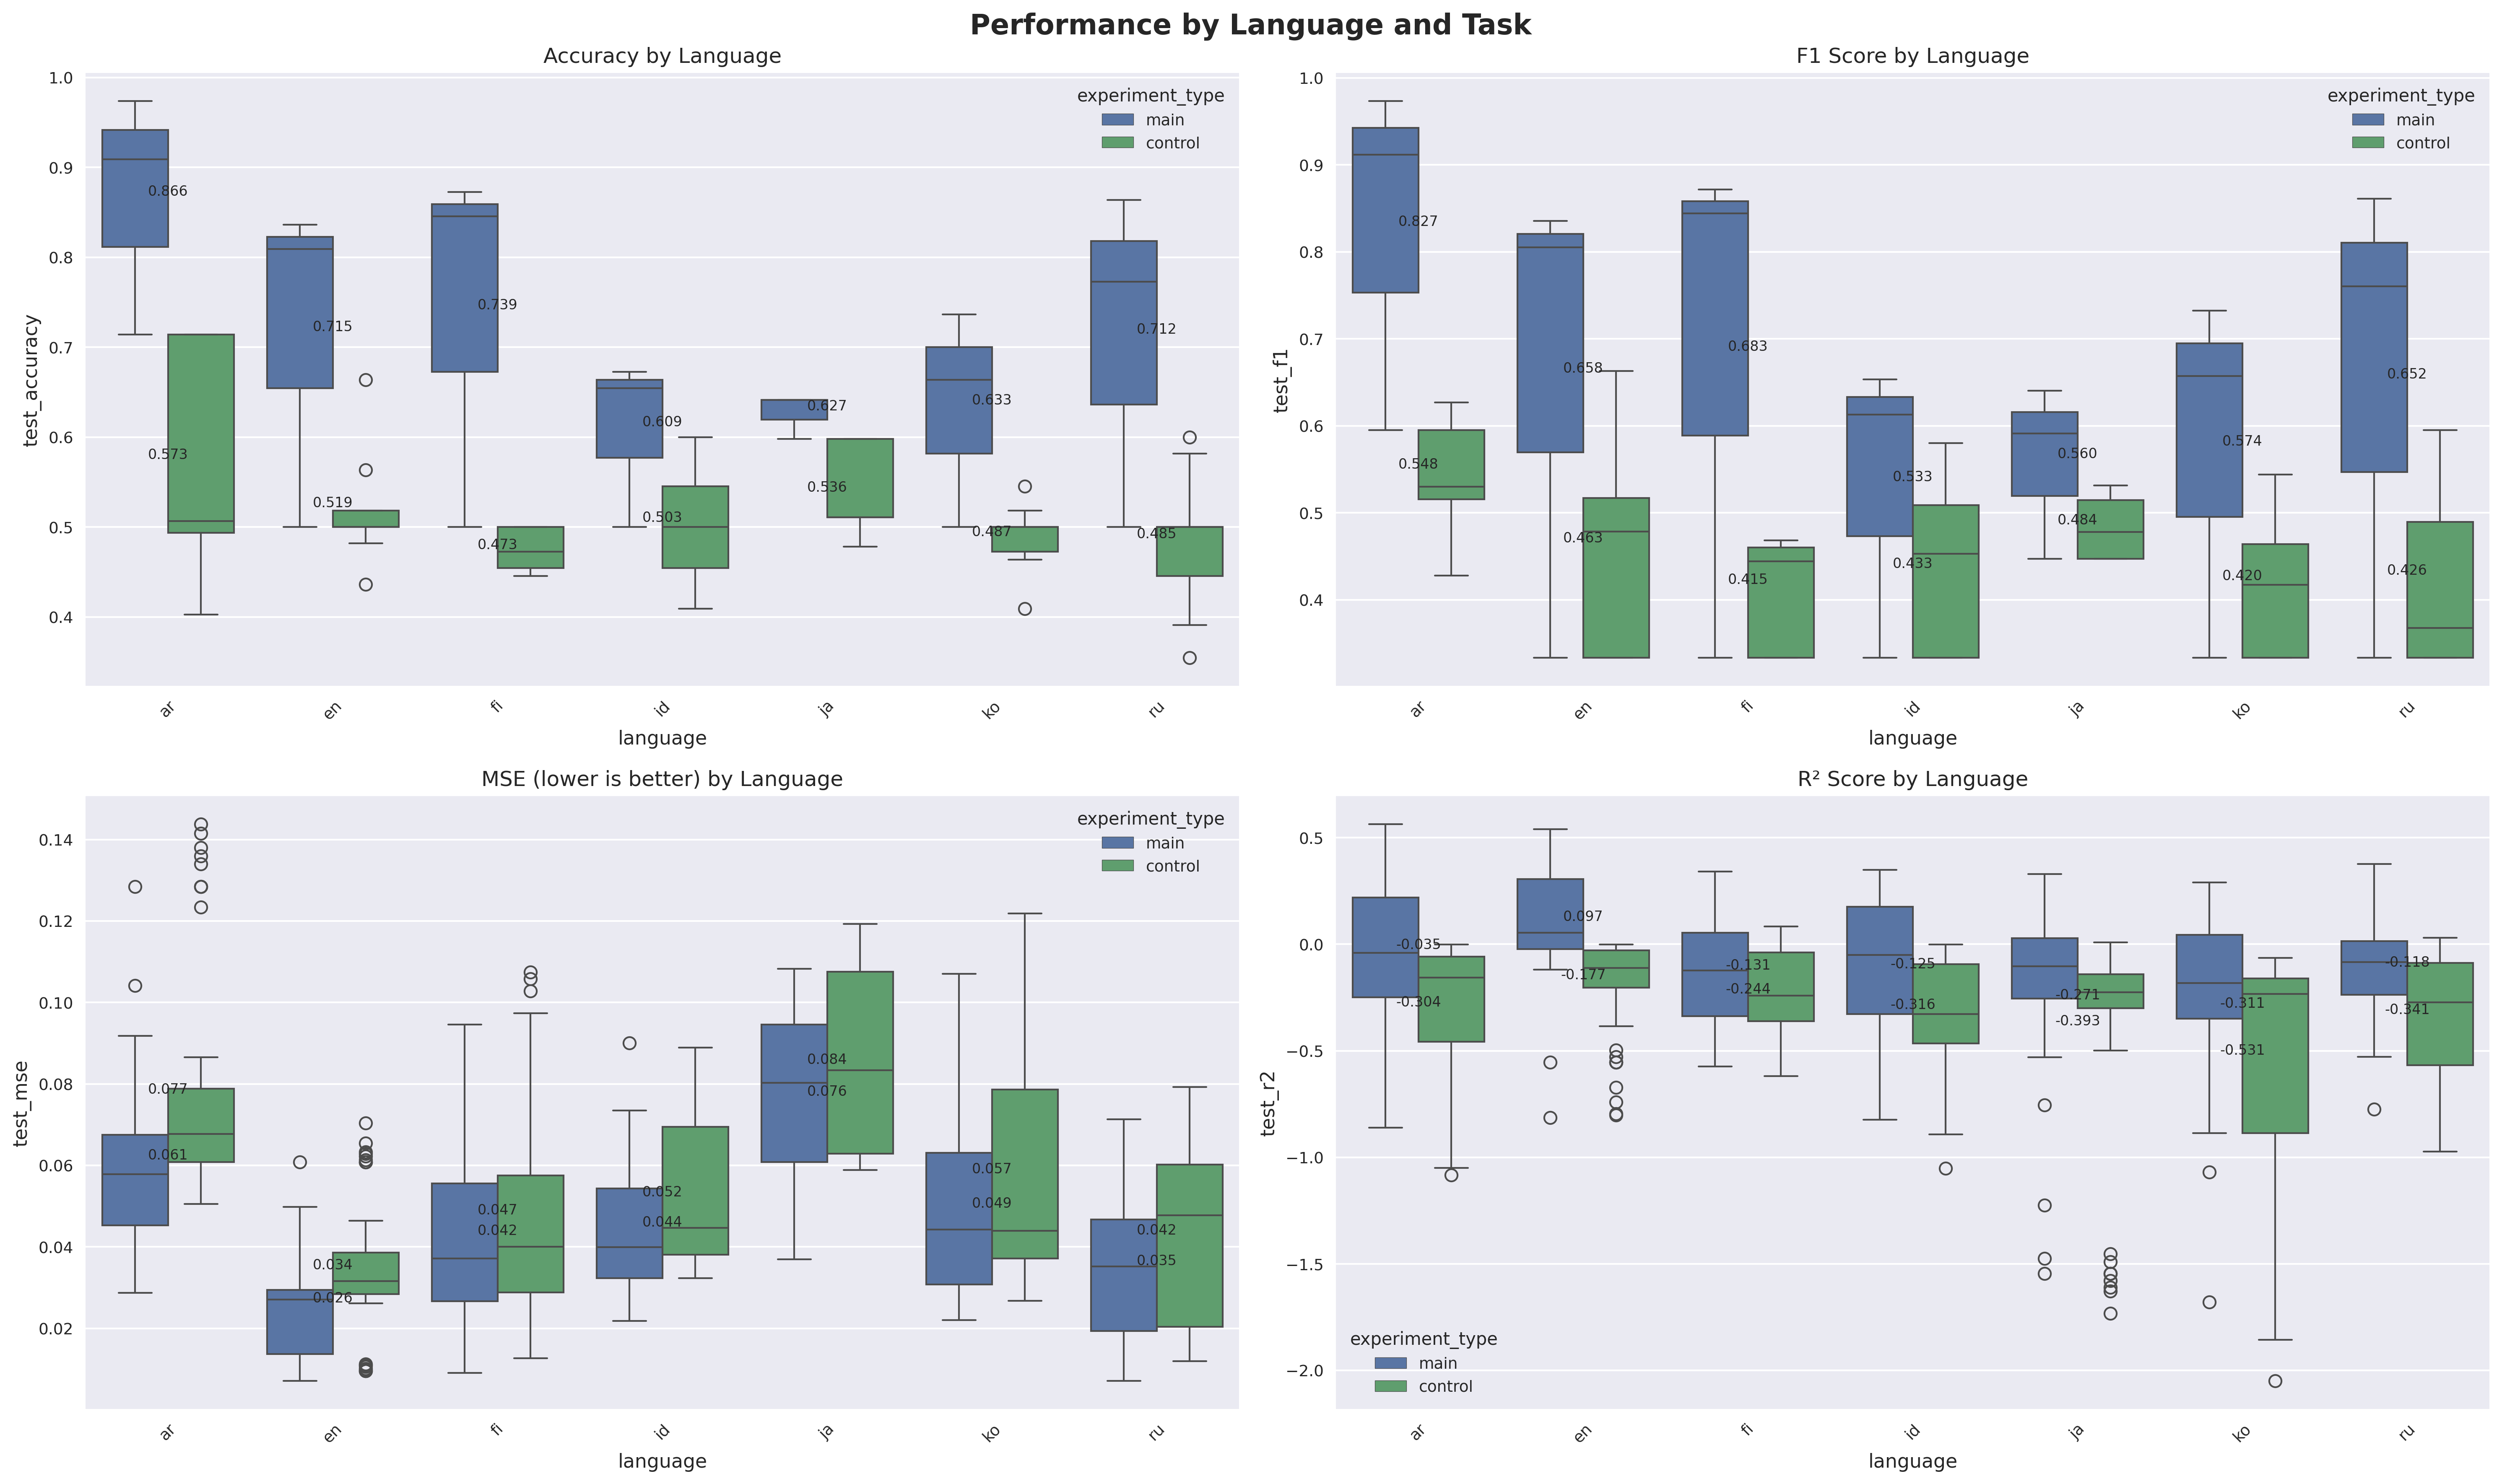 Performance by Language and Task
Accuracy by Language
test_accuracy
1.0
0.9
0.8
0.7
0.6
0.5
0.4
experiment_type
main
control
0.866
0.573
0.715
0.519
0.739
0.473
0.609
0.503
0.627
0.536
0.633
0.487
0.712
0.485
ar
en
fi
id
ja
ko
ru
language
F1 Score by Language
test_f1
1.0
0.9
0.8
0.7
0.6
0.5
0.4
experiment_type
main
control
0.827
0.548
0.658
0.463
0.683
0.415
0.533
0.433
0.560
0.484
0.574
0.420
0.652
0.426
ar
en
fi
id
ja
ko
ru
language
MSE (lower is better) by Language
test_mse
0.14
0.12
0.10
0.08
0.06
0.04
0.02
experiment_type
main
control
0.077
0.061
0.034
0.026
0.047
0.042
0.052
0.044
0.084
0.076
0.057
0.049
0.042
0.035
ar
en
fi
id
ja
ko
ru
language
R² Score by Language
test_r2
0.5
0.0
−0.5
−1.0
−1.5
−2.0
-0.035
-0.304
0.097
-0.177
-0.131
-0.244
-0.125
-0.316
-0.271
-0.393
-0.311
-0.531
-0.118
-0.341
experiment_type
main
control
ar
en
fi
id
ja
ko
ru
language